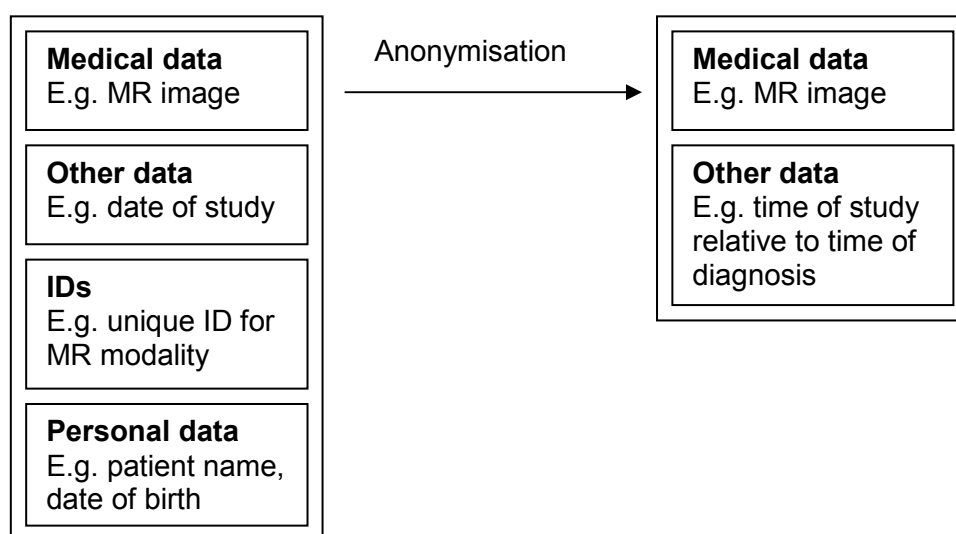 Medical data
E.g. MR image
Other data
E.g. date of study
IDs
E.g. unique ID for
MR modality
Personal data
E.g. patient name,
date of birth
Anonymisation
Medical data
E.g. MR image
Other data
E.g. time of study
relative to time of
diagnosis